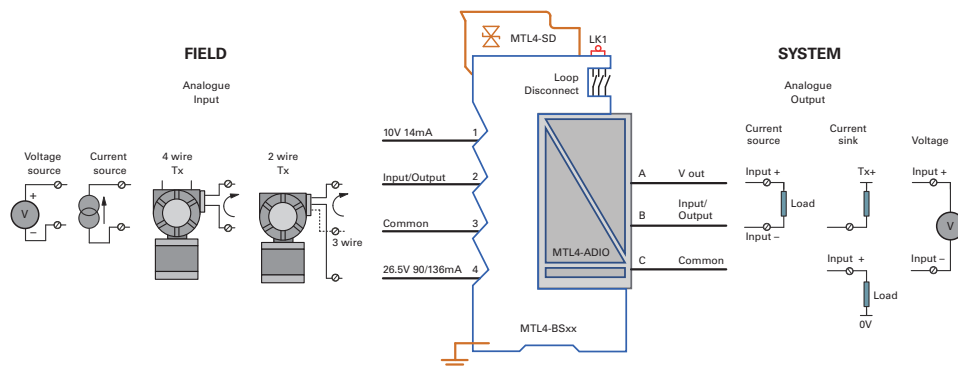 MTL4-SD
LK1
FIELD
SYSTEM
Analogue
Input
Loop
Disconnect
Analogue
Output
10V 14mA
1
Current
source
Current
sink
Voltage
Voltage
source
Current
source
4 wire
Tx
2 wire
Tx
Input/Output
2
A
V out
Input +
Tx+
Input +
+
V
–
Load
Input/
Output
B
V
Common
3
3 wire
Input –
MTL4-ADIO
C
Common
Input +
Input –
26.5V 90/136mA
4
Load
0V
MTL4-BSxx